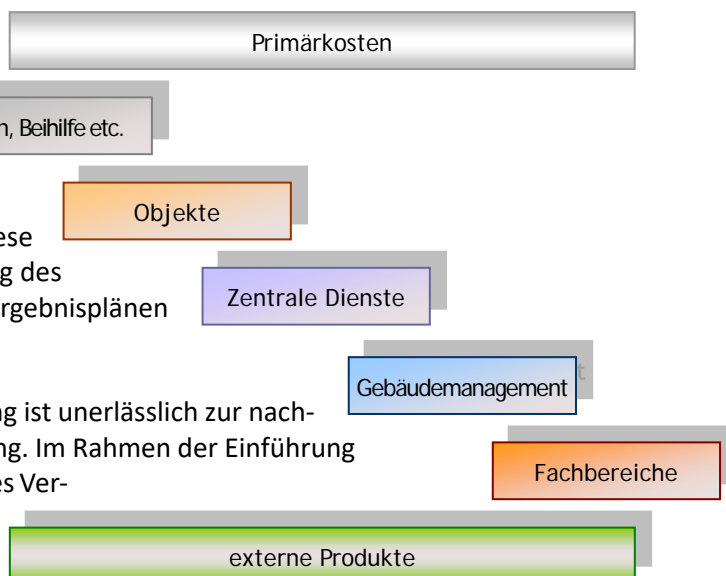 Primärkosten
n, Beihilfe etc.
Objekte
ese
g des
Zentrale Dienste
rgebnisplänen
t
Gebäudemanagement
ng ist unerlässlich zur nach-
ng. Im Rahmen der Einführung
Fachbereiche
es Ver-
externe Produkte